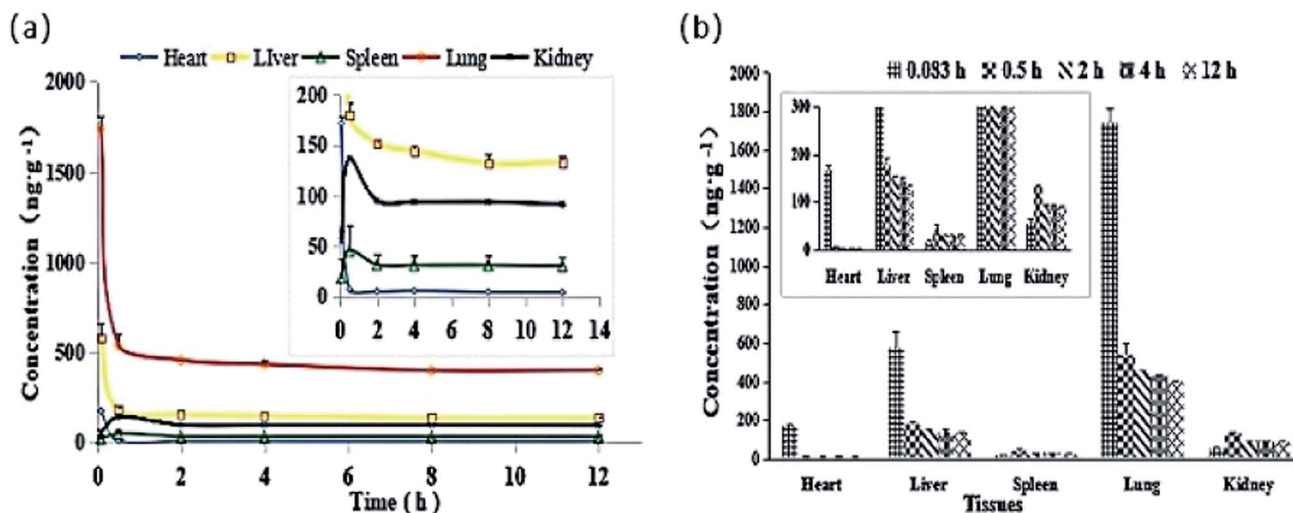 (a)
Heart LIver Spleen Lung Kidney
Concentration (ng·g⁻¹)
2000
1500
1000
500
0
0 2 4 6 8 10 12
Time (h)
200
150
100
50
0
0 2 4 6 8 10 12 14
(b)
0.083 h 0.5 h 2 h 4 h 12 h
Concentration (ng·g⁻¹)
2000
1800
1600
1400
1200
1000
800
600
400
200
0
Heart Liver Spleen Lung Kidney
Tissues
300
200
100
0
Heart Liver Spleen Lung Kidney